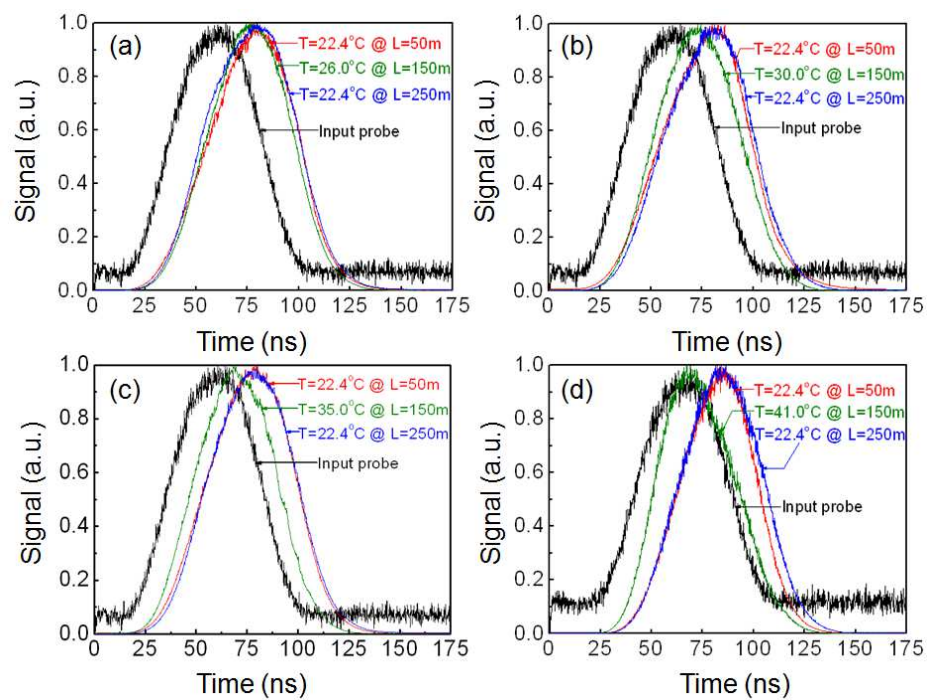 (a)
T=22.4°C @ L=50m
T=26.0°C @ L=150m
T=22.4°C @ L=250m
Input probe
Signal (a.u.)
1.0
0.8
0.6
0.4
0.2
0.0
0 25 50 75 100 125 150 175
Time (ns)
(b)
T=22.4°C @ L=50m
T=30.0°C @ L=150m
T=22.4°C @ L=250m
Input probe
Signal (a.u.)
1.0
0.8
0.6
0.4
0.2
0.0
0 25 50 75 100 125 150 175
Time (ns)
(c)
T=22.4°C @ L=50m
T=35.0°C @ L=150m
T=22.4°C @ L=250m
Input probe
Signal (a.u.)
1.0
0.8
0.6
0.4
0.2
0.0
0 25 50 75 100 125 150 175
Time (ns)
(d)
T=22.4°C @ L=50m
T=41.0°C @ L=150m
T=22.4°C @ L=250m
Input probe
Signal (a.u.)
1.0
0.8
0.6
0.4
0.2
0.0
0 25 50 75 100 125 150 175
Time (ns)